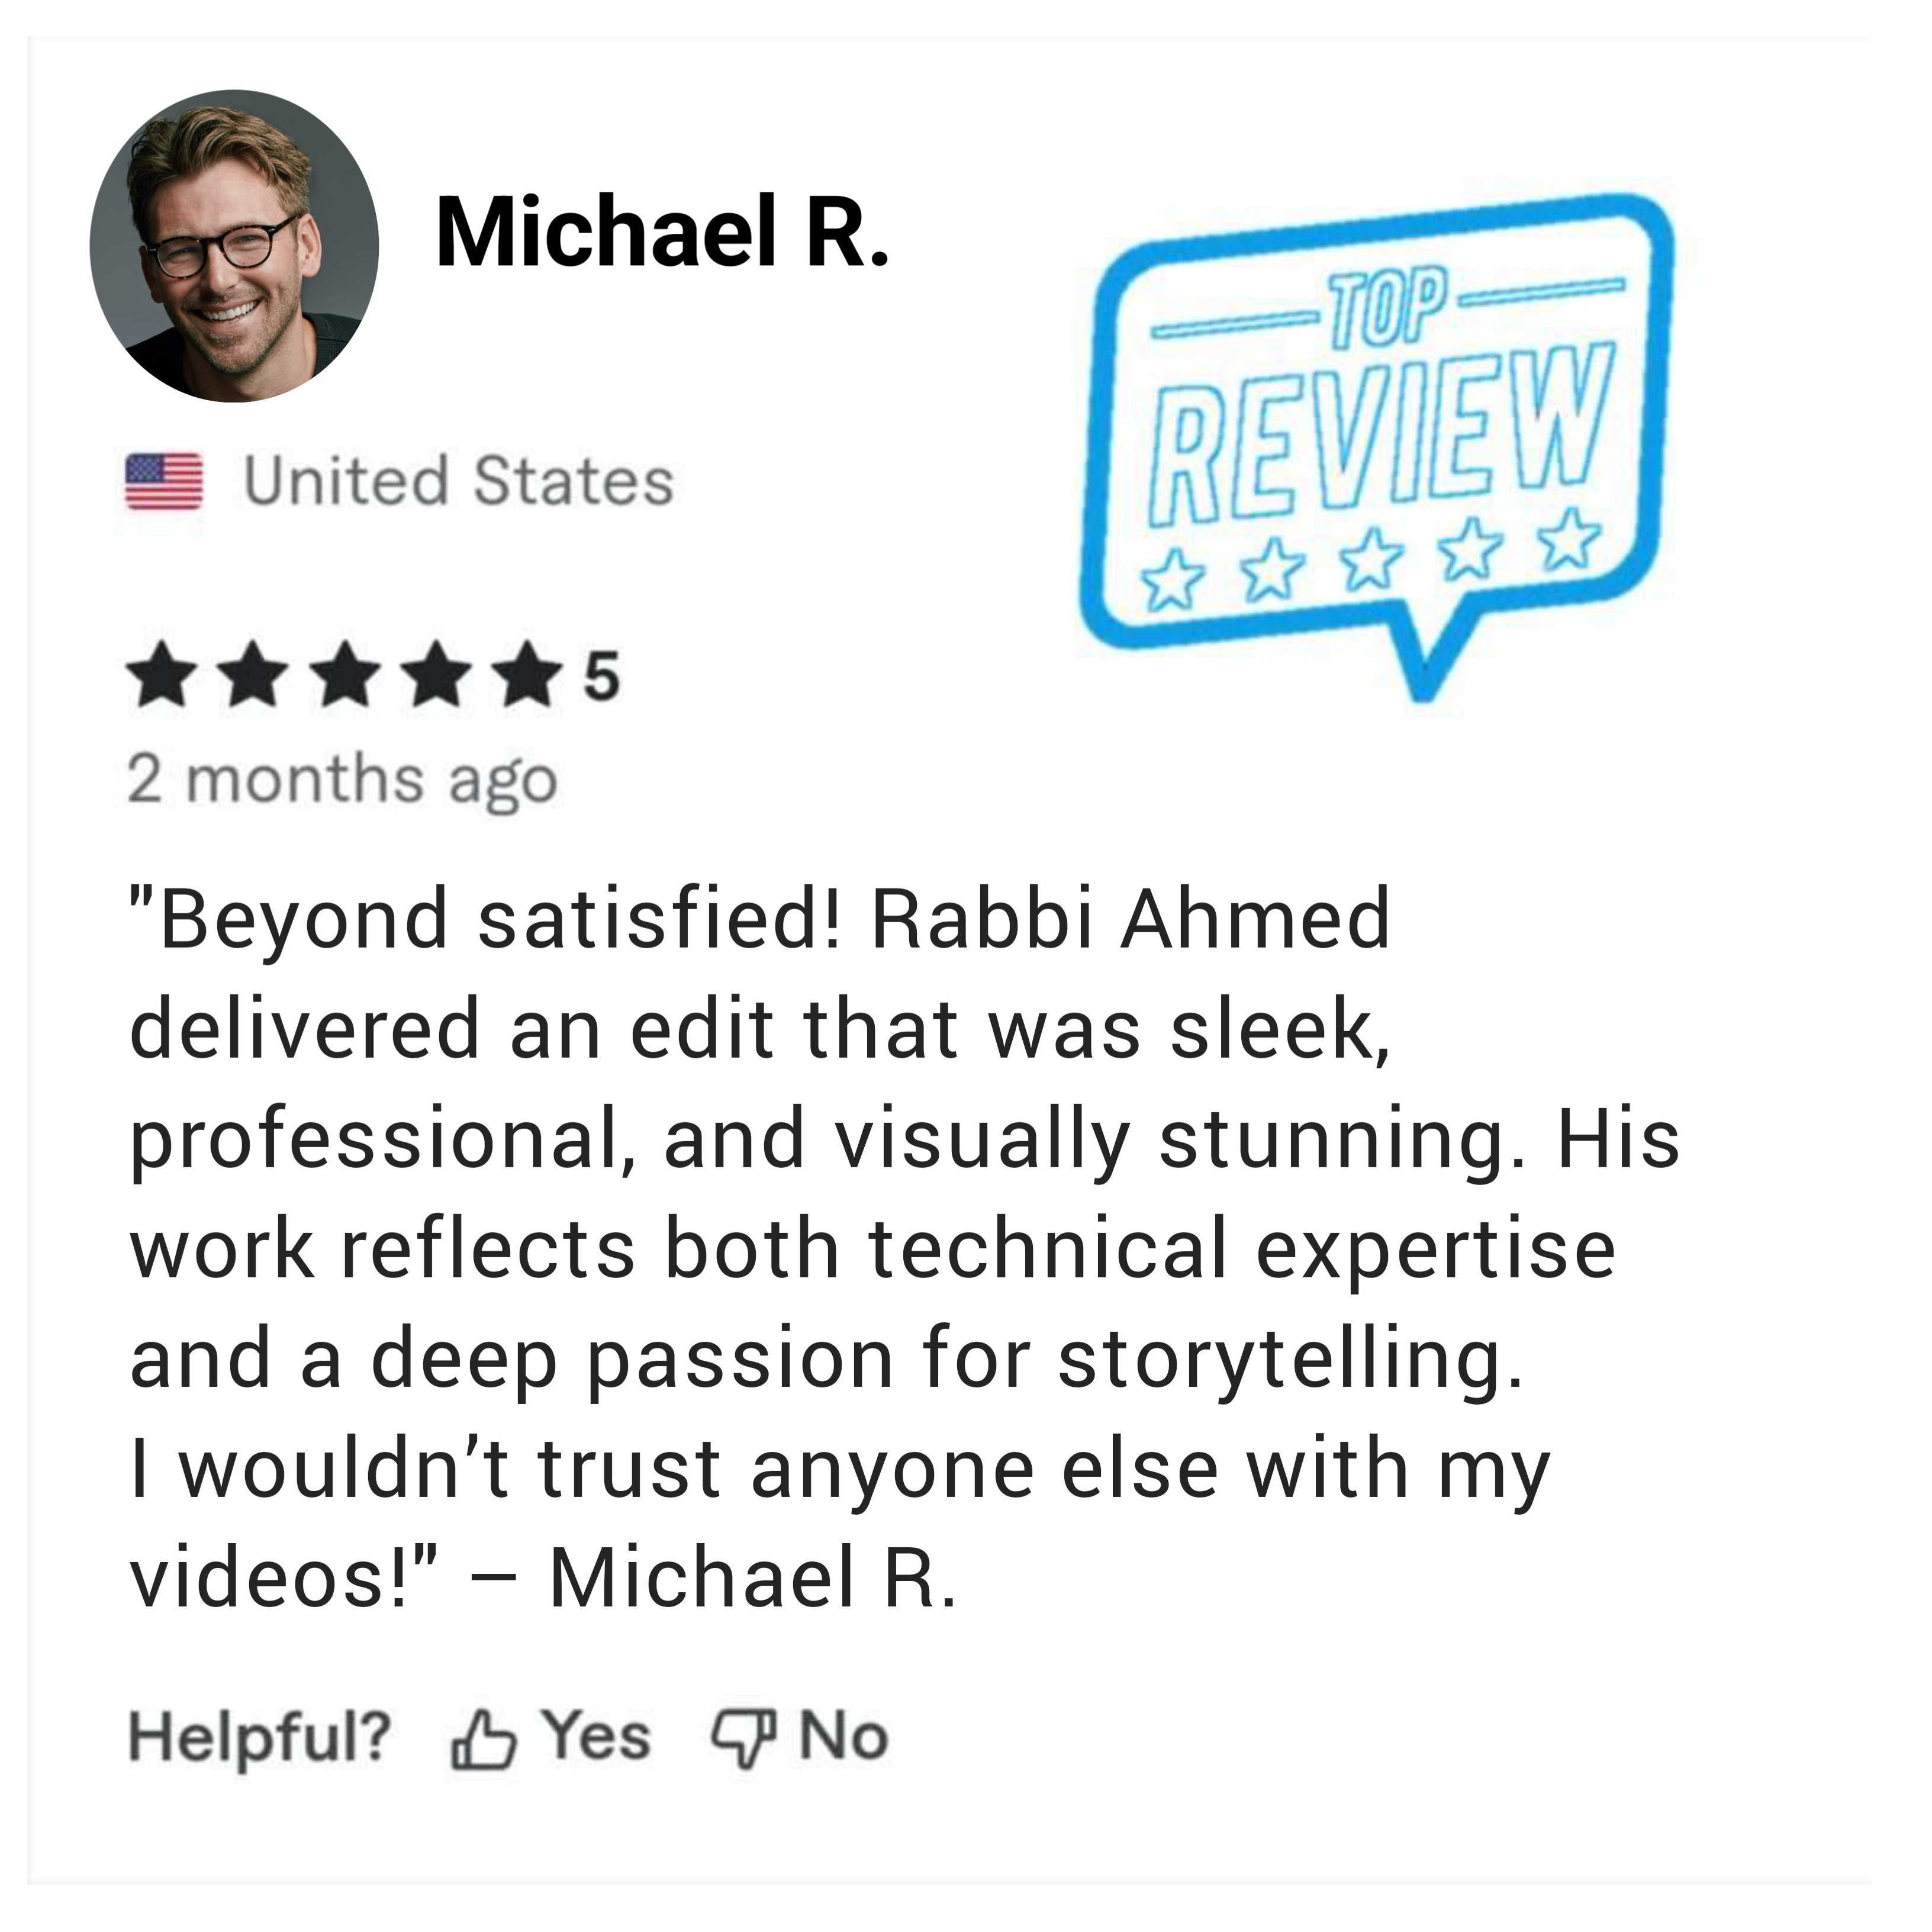 Michael R.
TOP
REVIEW
United States
5
2 months ago
"Beyond satisfied! Rabbi Ahmed
delivered an edit that was sleek,
professional, and visually stunning. His
work reflects both technical expertise
and a deep passion for storytelling.
I wouldn’t trust anyone else with my
videos!" – Michael R.
Helpful? Yes No